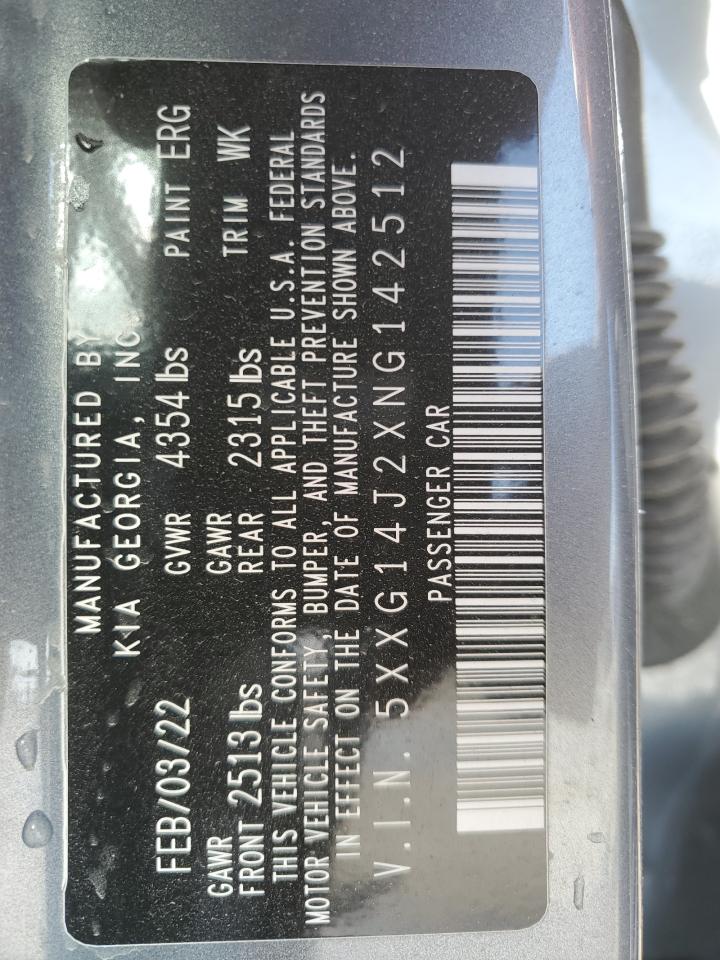 MANUFACTURED BY
KIA GEORGIA, INC
FEB/03/22 GVWR 4354 lbs PAINT ERG
GAWR FRONT 2513 lbs GAWR REAR 2315 lbs TRIM WK
THIS VEHICLE CONFORMS TO ALL APPLICABLE U.S.A. FEDERAL
MOTOR VEHICLE SAFETY, BUMPER, AND THEFT PREVENTION STANDARDS
IN EFFECT ON THE DATE OF MANUFACTURE SHOWN ABOVE.
V.I.N. 5XXG14J2XNG142512
PASSENGER CAR